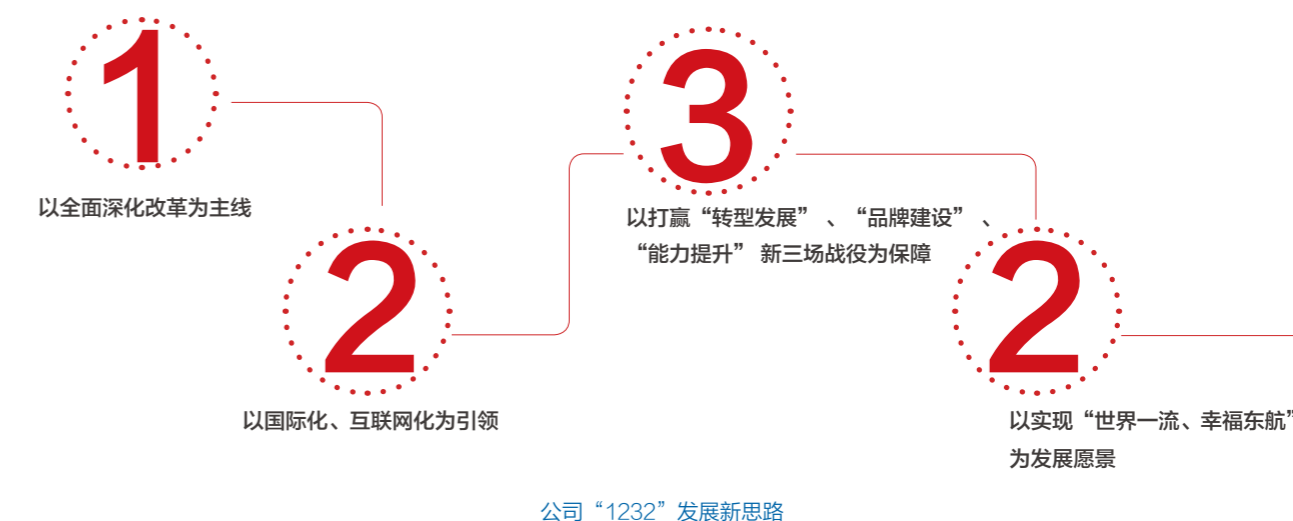 1
以全面深化改革为主线
2
以国际化、互联网化为引领
3
以打赢“转型发展”、“品牌建设”、
“能力提升” 新三场战役为保障
2
以实现“世界一流、幸福东航”
为发展愿景
公司“1232”发展新思路